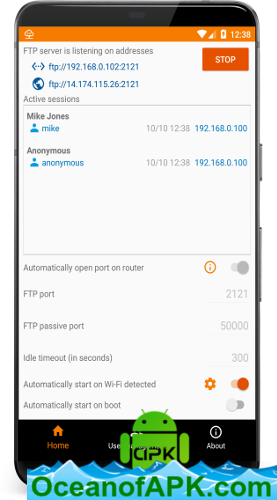 12:38
FTP server is listening on addresses
ftp://192.168.0.102:2121
STOP
ftp://14.174.115.26:2121
Active sessions
Mike Jones
mike 10/10 12:38 192.168.0.100
Anonymous
anonymous 10/10 12:38 192.168.0.100
Automatically open port on router
FTP port 2121
FTP passive port 50000
Idle timeout (in seconds) 300
Automatically start on Wi-Fi detected
Automatically start on boot
Home
About
APK
OceanofAPK.com